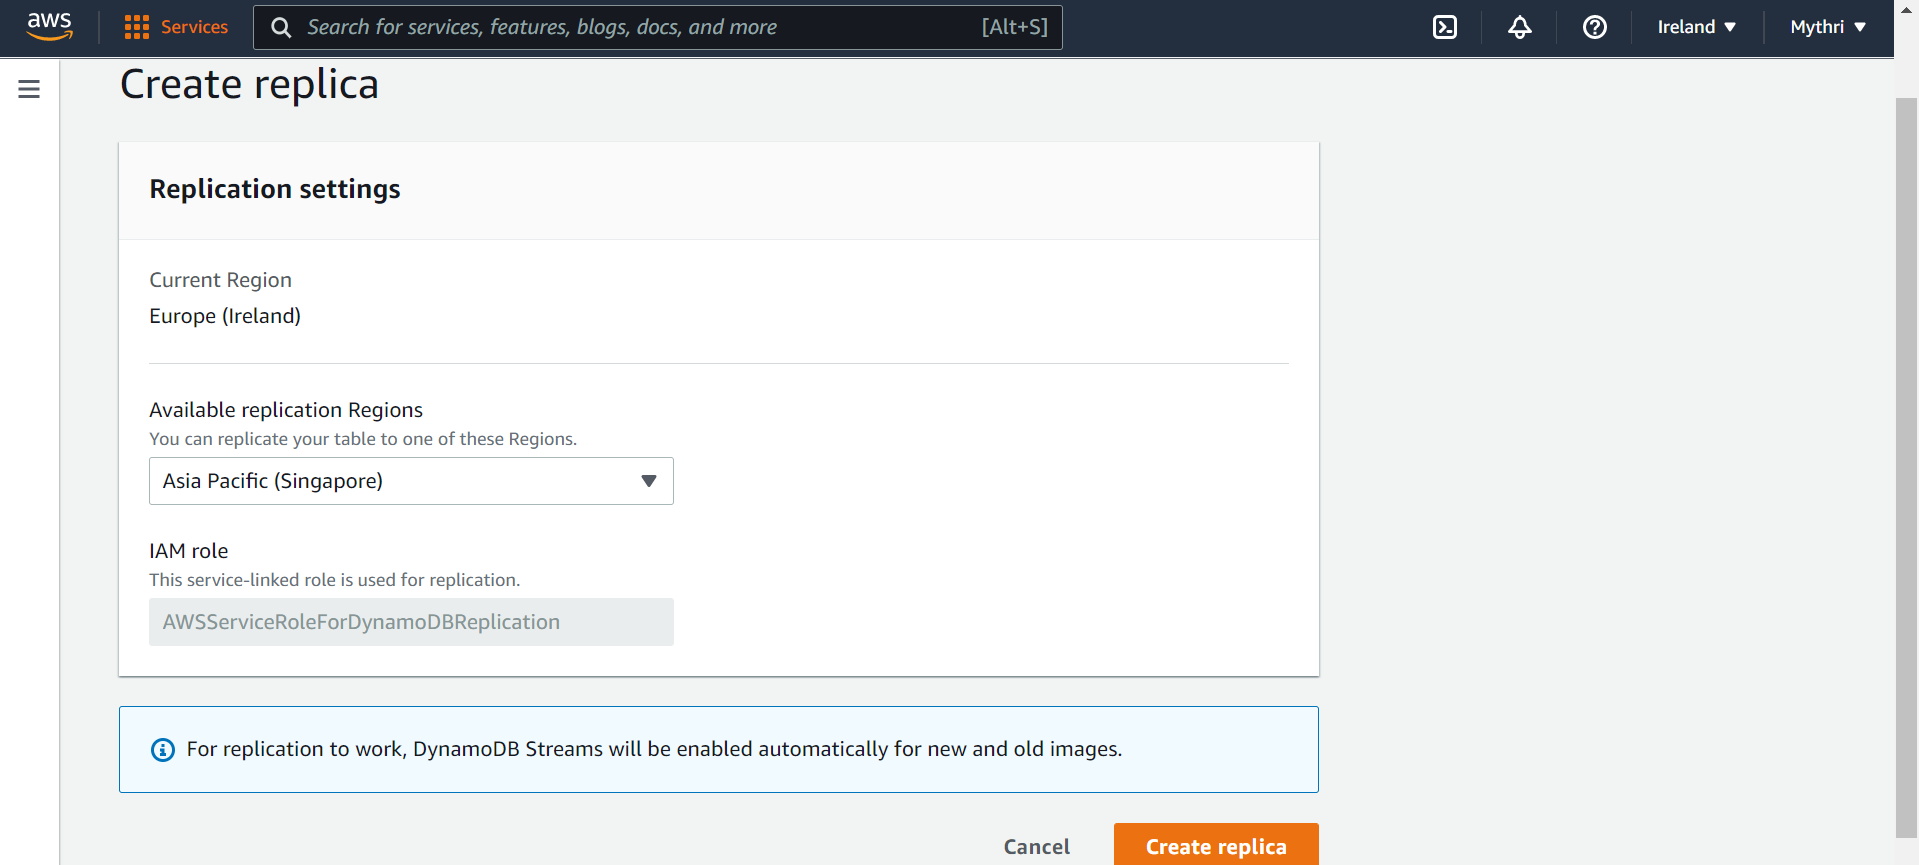 aws
Services
Search for services, features, blogs, docs, and more [Alt+S]
Ireland
Mythri
Create replica
Replication settings
Current Region
Europe (Ireland)
Available replication Regions
You can replicate your table to one of these Regions.
Asia Pacific (Singapore)
IAM role
This service-linked role is used for replication.
AWSServiceRoleForDynamoDBReplication
For replication to work, DynamoDB Streams will be enabled automatically for new and old images.
Cancel
Create replica